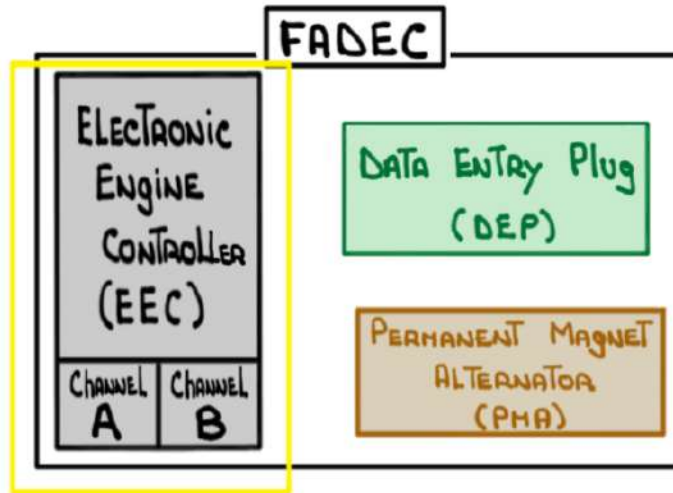 FADEC
ELECTRONIC
ENGINE
CONTROLLER
(EEC)
CHANNEL
A
CHANNEL
B
DATA ENTRY PLUG
(DEP)
PERMANENT MAGNET
ALTERNATOR
(PMA)